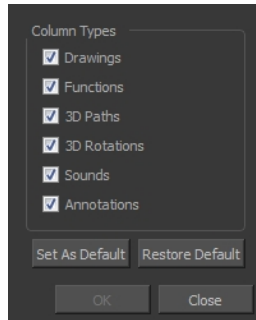 Column Types
Drawings
Functions
3D Paths
3D Rotations
Sounds
Annotations
Set As Default Restore Default
OK Close